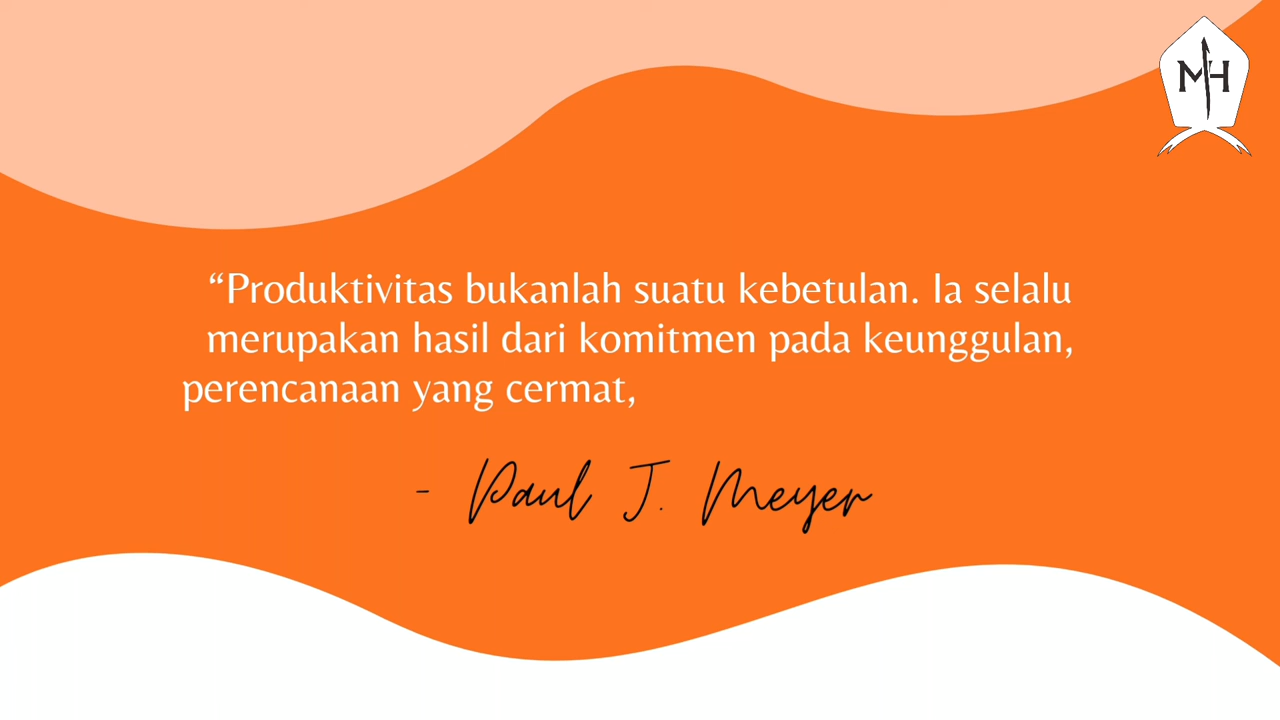 MH
“Produktivitas bukanlah suatu kebetulan. Ia selalu
merupakan hasil dari komitmen pada keunggulan,
perencanaan yang cermat,
- Paul J. Meyer